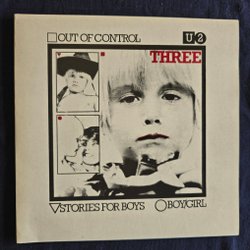 OUT OF CONTROL
U2
THREE
STORIES FOR BOYS
BOY/GIRL